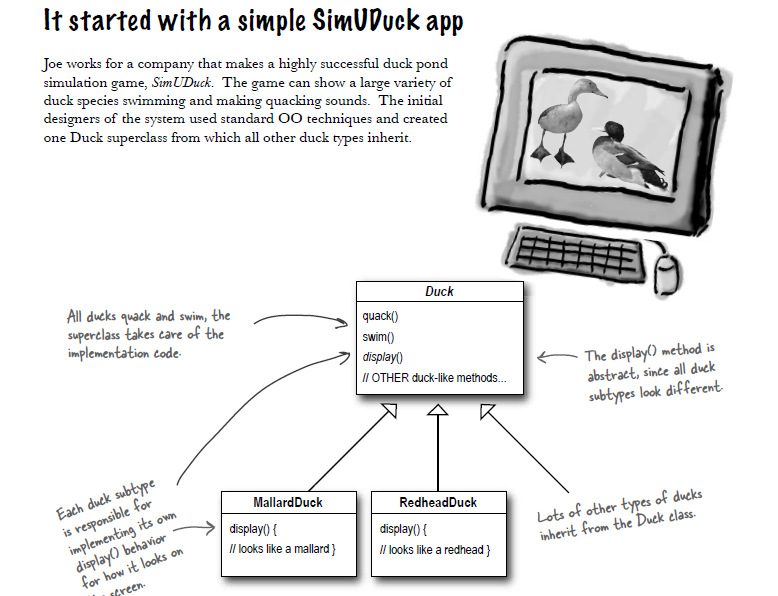 It started with a simple SimUDuck app
Joe works for a company that makes a highly successful duck pond
simulation game, SimUDuck. The game can show a large variety of
duck species swimming and making quacking sounds. The initial
designers of the system used standard OO techniques and created
one Duck superclass from which all other duck types inherit.
All ducks quack and swim, the
superclass takes care of the
implementation code.
Duck
quack()
swim()
display()
// OTHER duck-like methods...
The display() method is
abstract, since all duck
subtypes look different.
Each duck subtype
is responsible for
implementing its own
display() behavior
for how it looks on
screen.
MallardDuck
display() {
// looks like a mallard }
RedheadDuck
display() {
// looks like a redhead }
Lots of other types of ducks
inherit from the Duck class.